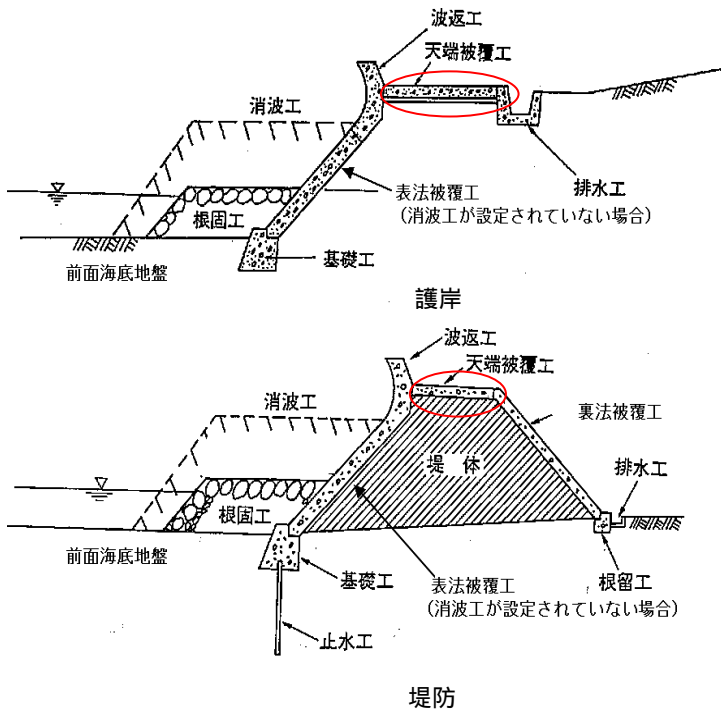 波返工
天端被覆工
消波工
表法被覆工
(消波工が設定されていない場合)
排水工
根固工
基礎工
前面海底地盤
護岸
波返工
天端被覆工
消波工
裏法被覆工
堤 体
排水工
根固工
前面海底地盤
基礎工
表法被覆工
(消波工が設定されていない場合)
根留工
止水工
堤防